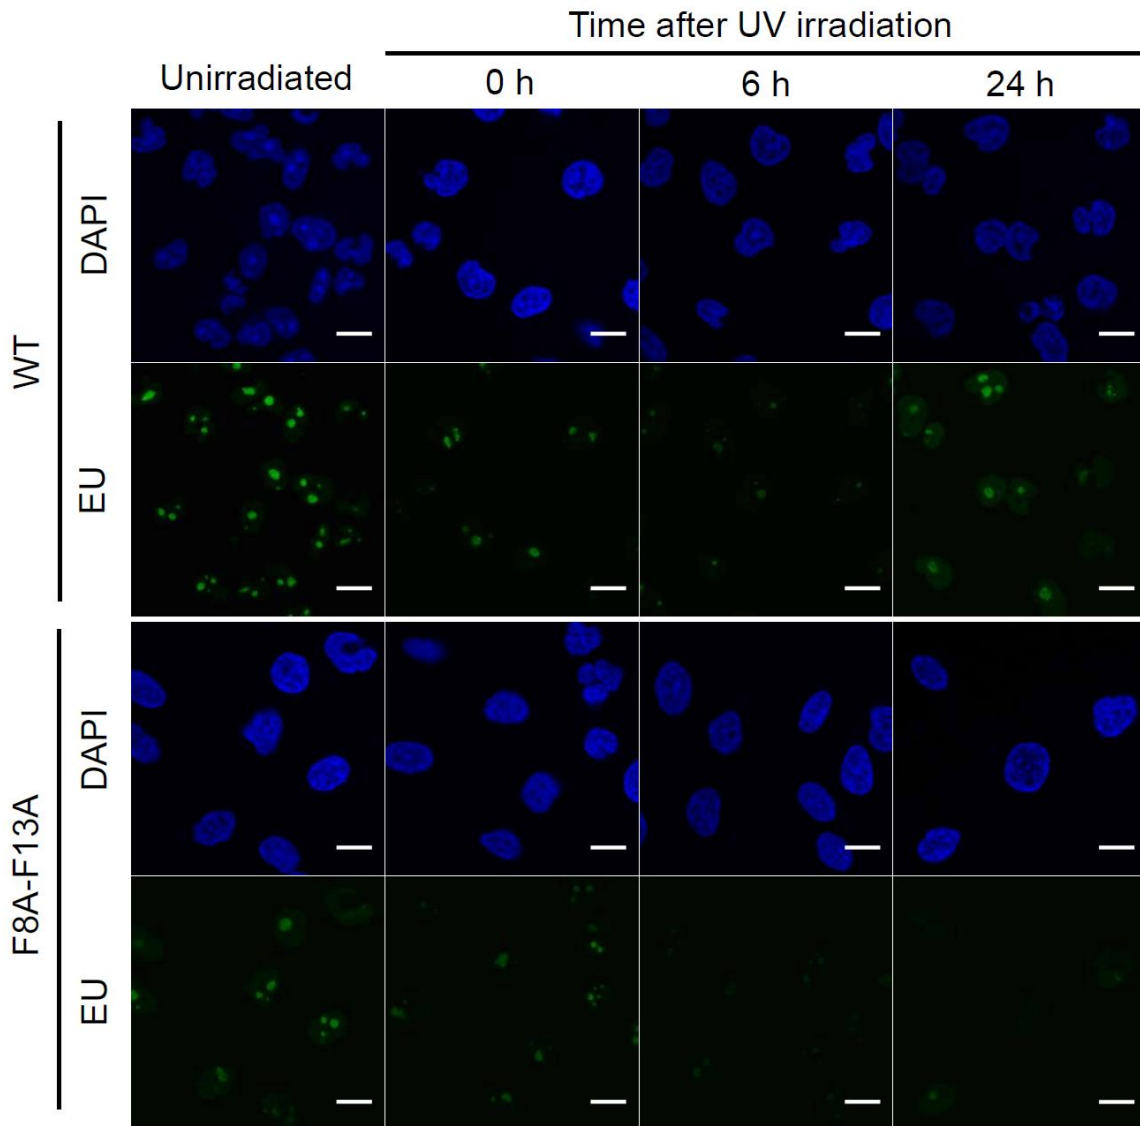 Time after UV irradiation
Unirradiated
0 h
6 h
24 h
WT
DAPI
EU
F8A-F13A
DAPI
EU